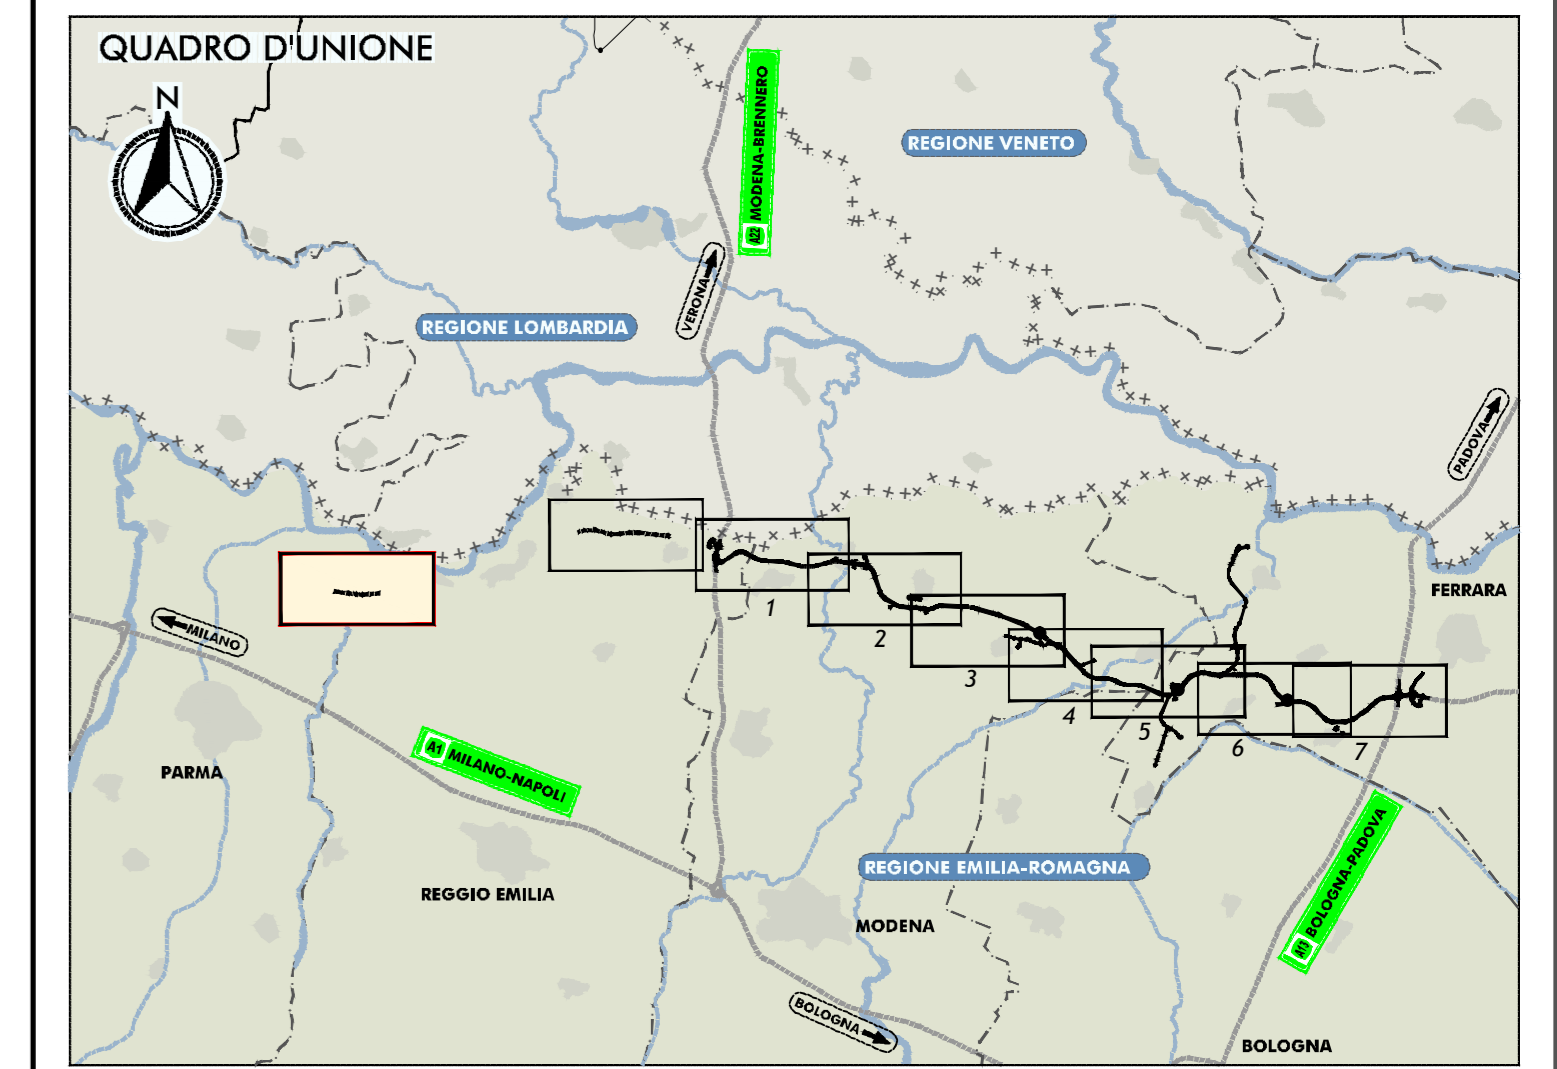 QUADRO D'UNIONE
N
A22 MODENA-BRENNERO
REGIONE VENETO
VERONA
REGIONE LOMBARDIA
PADOVA
FERRARA
MILANO
1
2
3
4
5
6
7
A1 MILANO-NAPOLI
PARMA
REGGIO EMILIA
REGIONE EMILIA-ROMAGNA
A13 BOLOGNA-PADOVA
MODENA
BOLOGNA
BOLOGNA